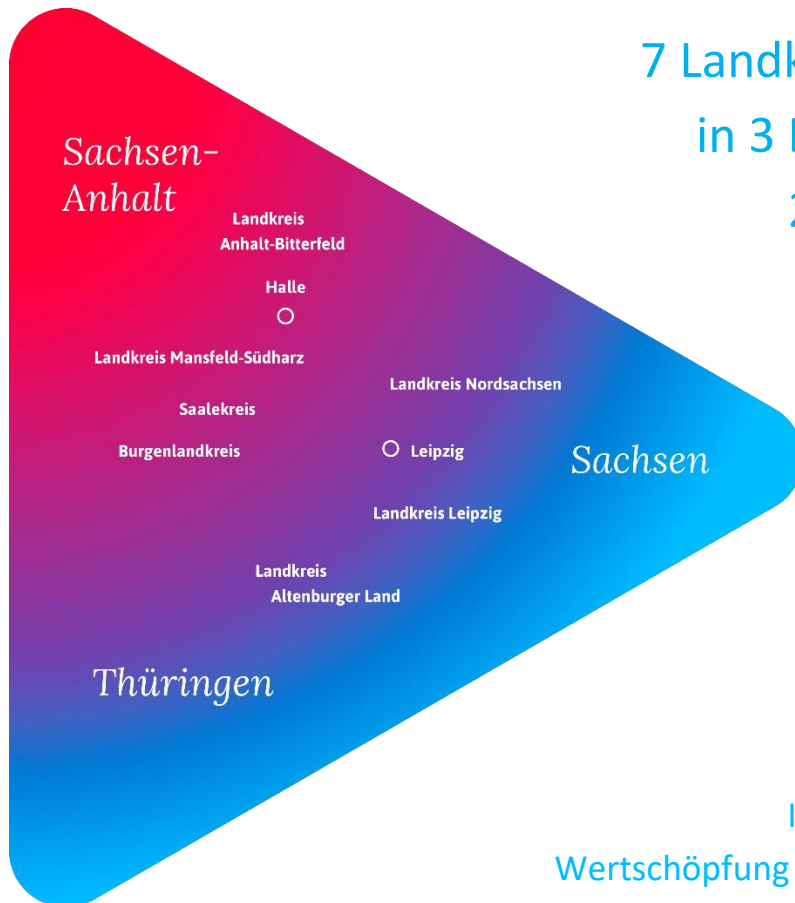 7 Landk
in 3
Sachsen-
Anhalt
Landkreis
Anhalt-Bitterfeld
Halle
Landkreis Mansfeld-Südharz
Landkreis Nordsachsen
Saalekreis
Burgenlandkreis
Leipzig
Sachsen
Landkreis Leipzig
Landkreis
Altenburger Land
Thüringen
Wertschöpfung